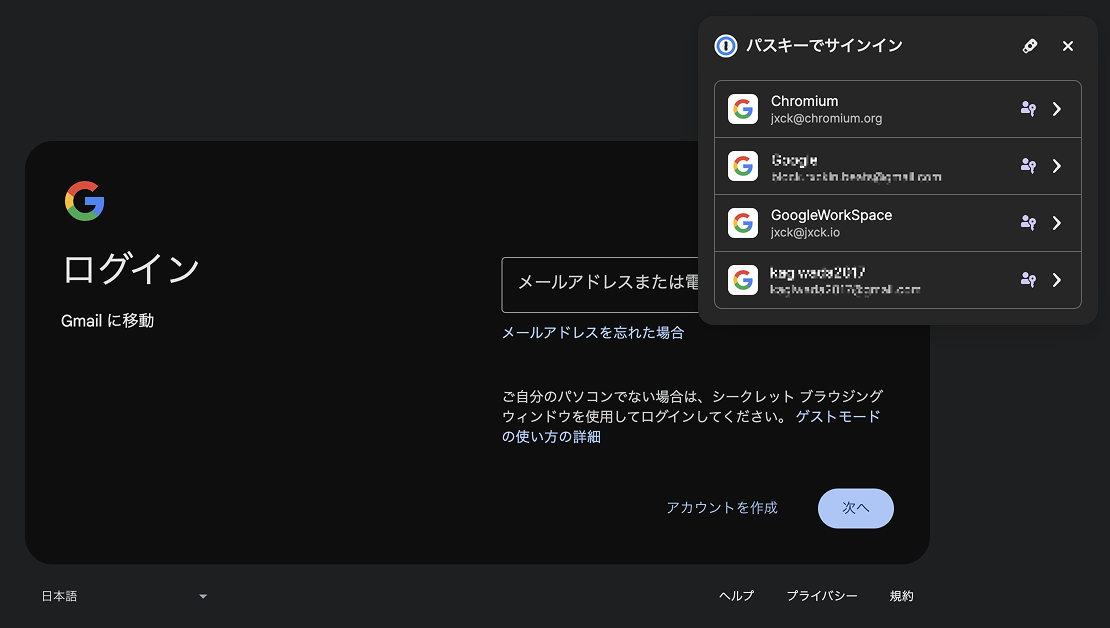 パスキーでサインイン
Chromium
jxck@chromium.org
GoogleWorkSpace
jxck@jxck.io
ログイン
Gmail に移動
メールアドレスまたは電
メールアドレスを忘れた場合
ご自分のパソコンでない場合は、シークレット ブラウジング
ウィンドウを使用してログインしてください。 ゲストモード
の使い方の詳細
アカウントを作成
次へ
日本語
ヘルプ
プライバシー
規約